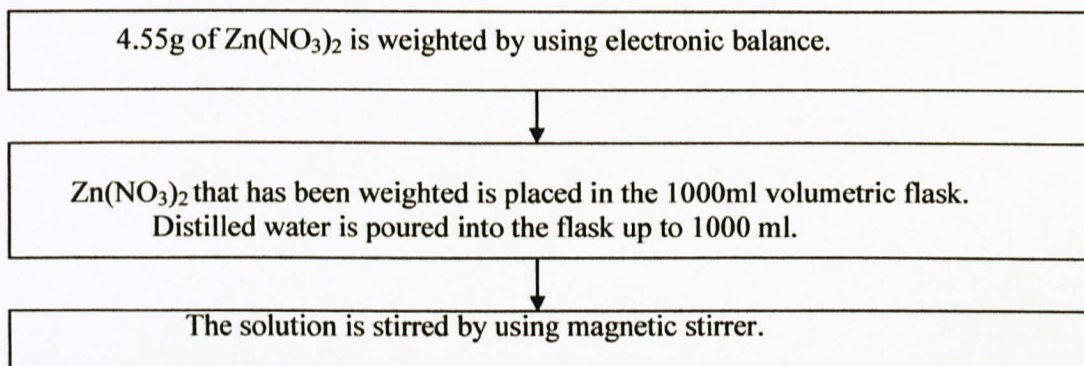 4.55g of Zn(NO₃)₂ is weighted by using electronic balance.
Zn(NO₃)₂ that has been weighted is placed in the 1000ml volumetric flask.
Distilled water is poured into the flask up to 1000 ml.
The solution is stirred by using magnetic stirrer.